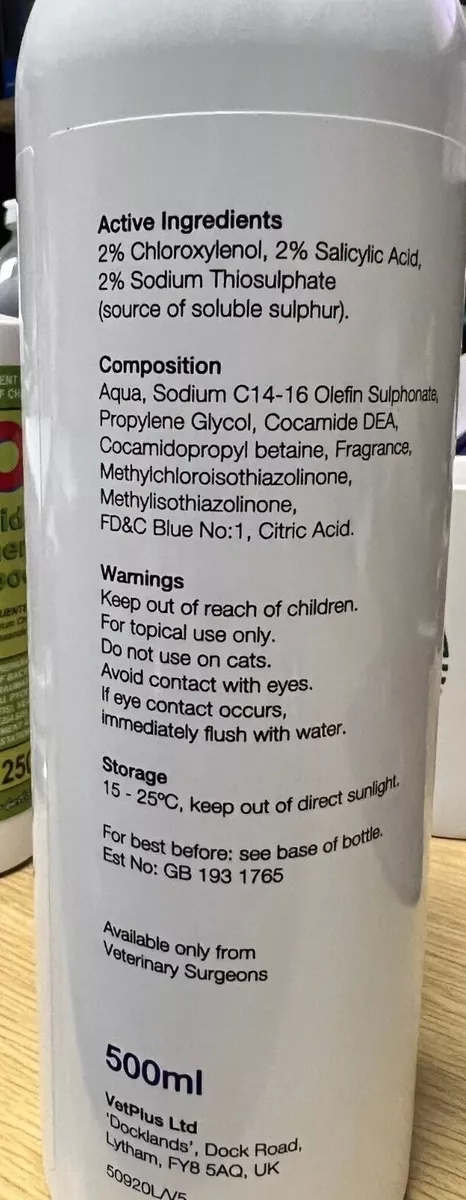 Active Ingredients
2% Chloroxylenol, 2% Salicylic Acid,
2% Sodium Thiosulphate
(source of soluble sulphur).
Composition
Aqua, Sodium C14-16 Olefin Sulphonate,
Propylene Glycol, Cocamide DEA,
Cocamidopropyl betaine, Fragrance,
Methylchloroisothiazolinone,
Methylisothiazolinone,
FD&C Blue No:1, Citric Acid.
Warnings
Keep out of reach of children.
For topical use only.
Do not use on cats.
Avoid contact with eyes.
If eye contact occurs,
immediately flush with water.
Storage
15 - 25ºC, keep out of direct sunlight.
For best before: see base of bottle.
Est No: GB 193 1765
Available only from
Veterinary Surgeons
500ml
VetPlus Ltd
'Docklands', Dock Road,
Lytham, FY8 5AQ, UK
50920L/V5
250